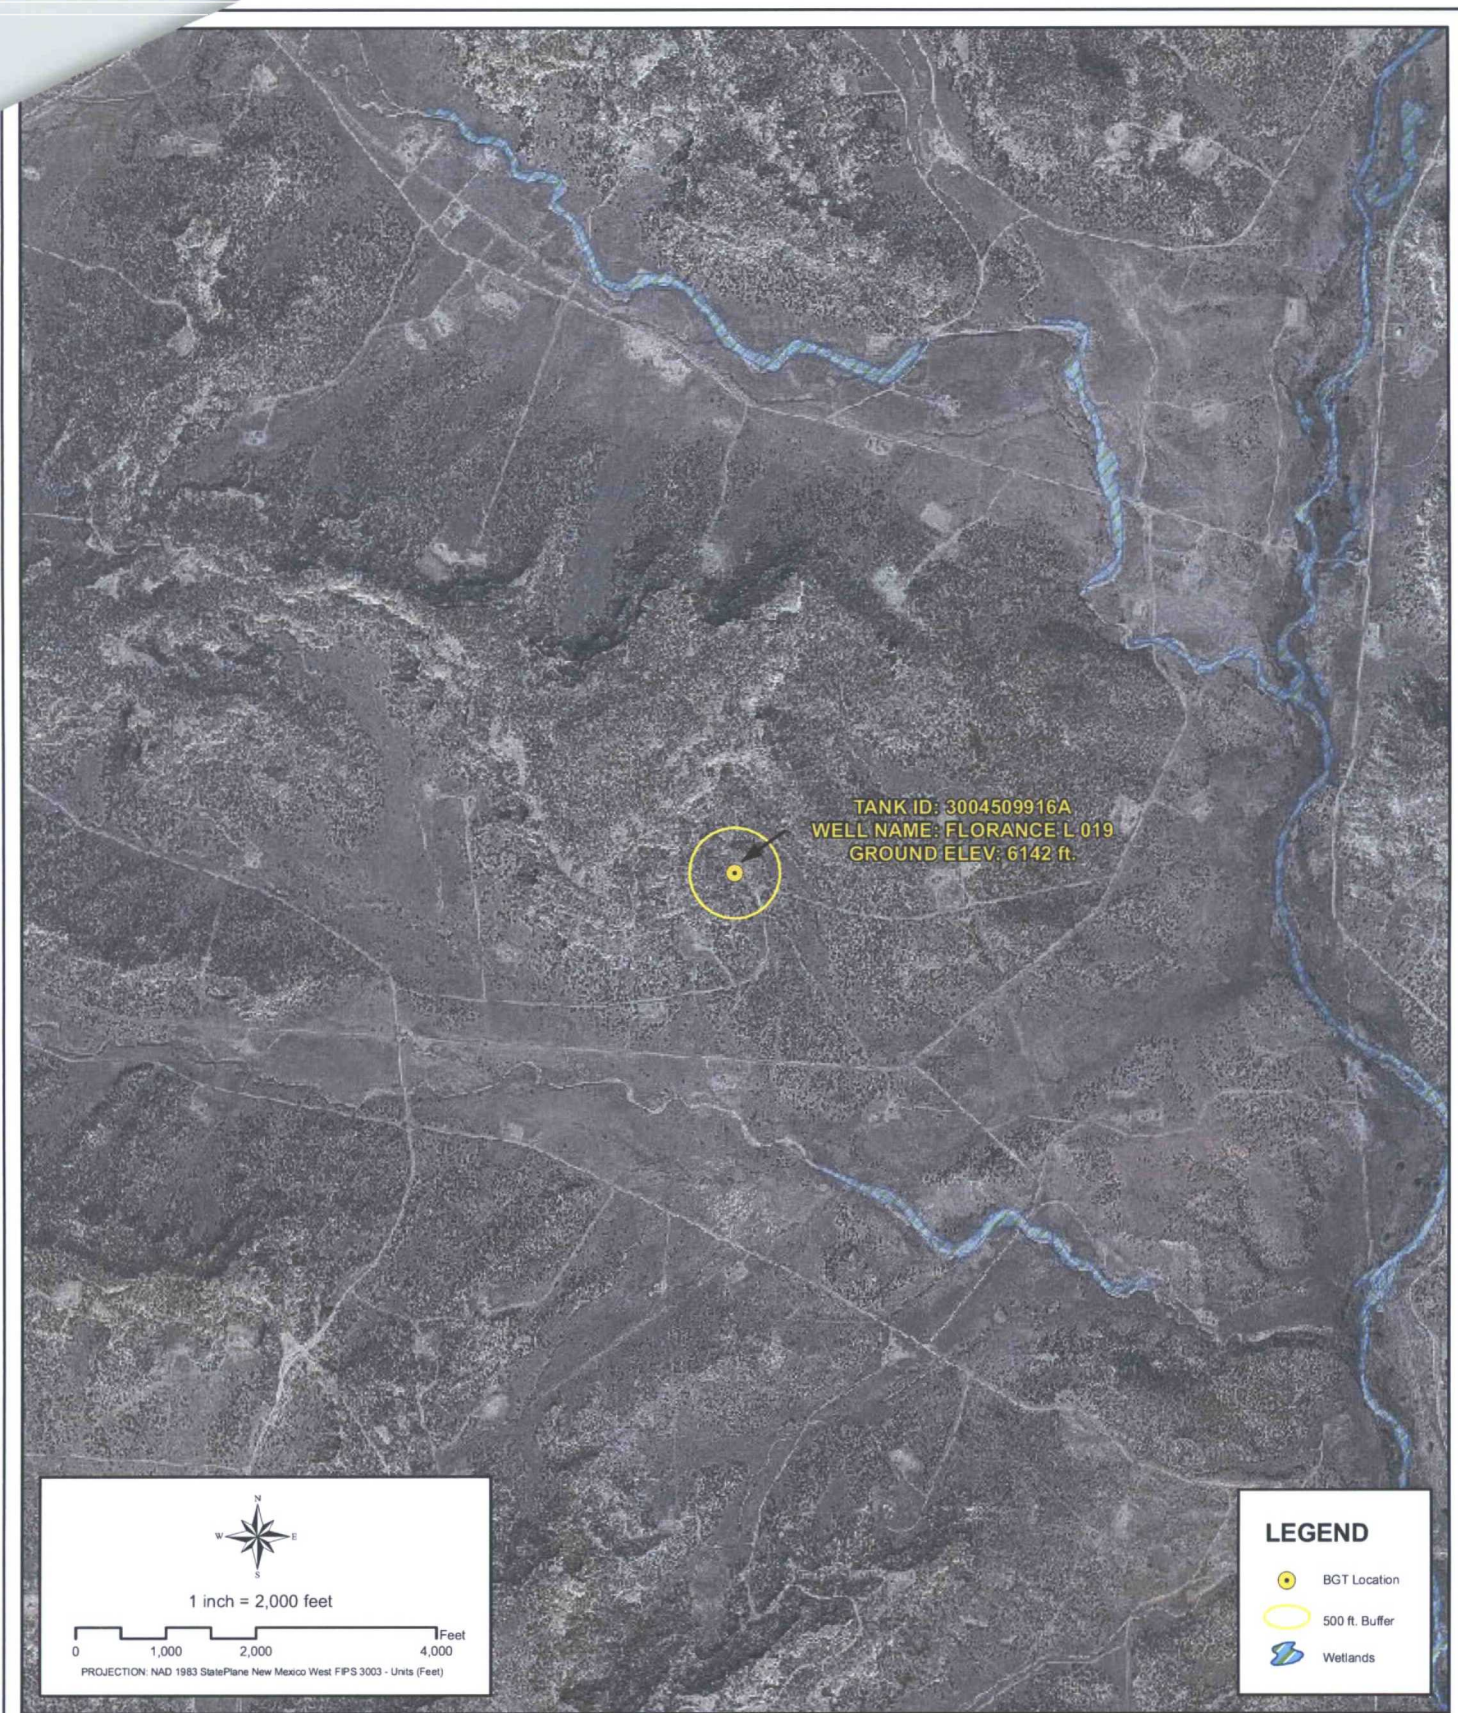 TANK ID: 3004509916A
WELL NAME: FLORANCE L 019
GROUND ELEV: 6142 ft.
N
W E
S
1 inch = 2,000 feet
Feet
0 1,000 2,000 4,000
PROJECTION: NAD 1983 StatePlane New Mexico West FIPS 3003 - Units (Feet)
LEGEND
BGT Location
500 ft. Buffer
Wetlands